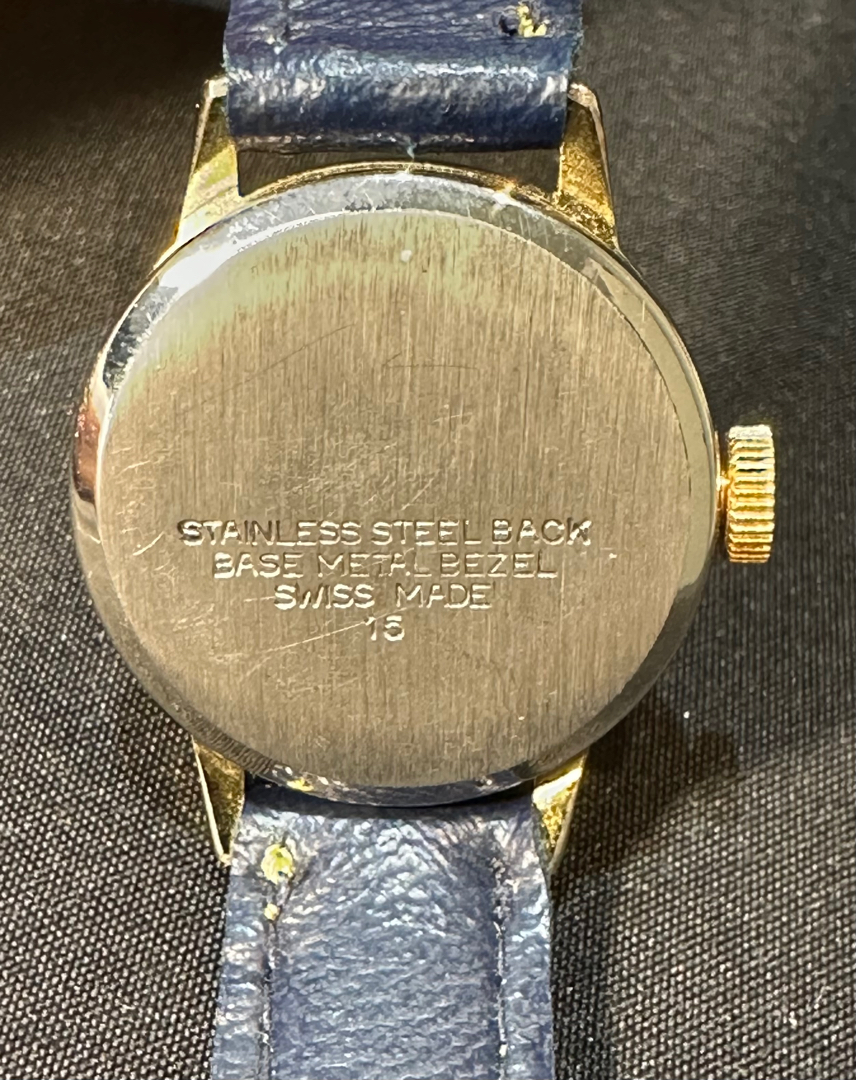 STAINLESS STEEL BACK
BASE METAL BEZEL
SWISS MADE
15